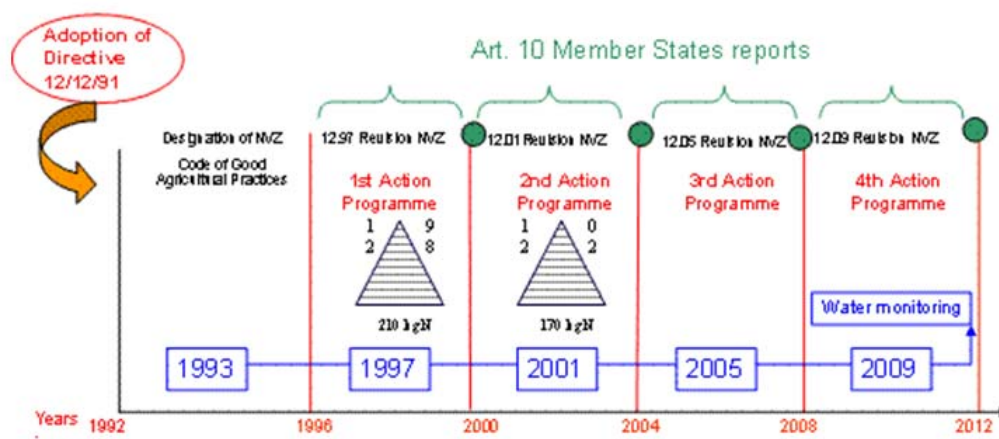 Adoption of
Directive
12/12/91
Art. 10 Member States reports
Designation of NVZ
Code of Good
Agricultural Practices
12.97 Revision NVZ
12.01 Revision NVZ
12.05 Revision NVZ
12.09 Revision NVZ
1st Action
Programme
2nd Action
Programme
3rd Action
Programme
4th Action
Programme
1 9
2 8
1 0
2 2
210 kgN
170 kgN
Water monitoring
1993
1997
2001
2005
2009
Years
1992
1996
2000
2004
2008
2012